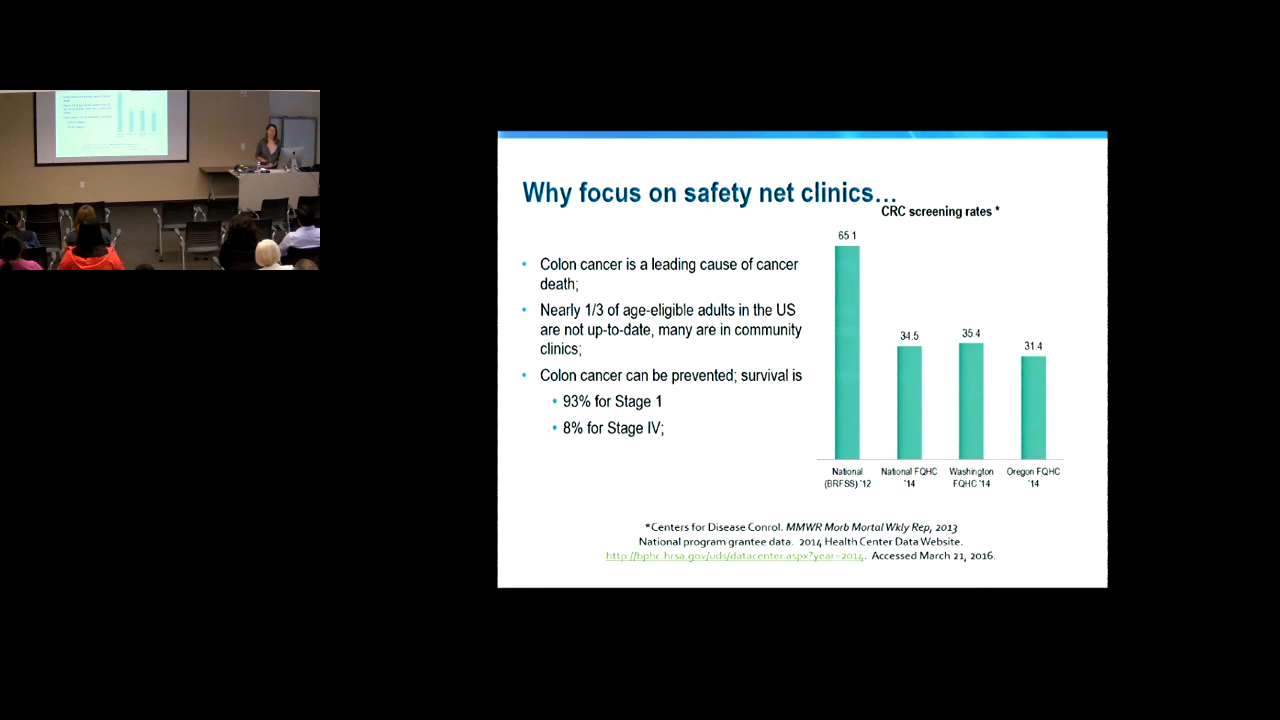 Why focus on safety net clinics…
CRC screening rates *
• Colon cancer is a leading cause of cancer
death;
• Nearly 1/3 of age-eligible adults in the US
are not up-to-date, many are in community
clinics;
• Colon cancer can be prevented; survival is
• 93% for Stage 1
• 8% for Stage IV;
65 1
34.5
35 4
31.4
National
(BRFSS) '12
National FQHC
'14
Washington
FQHC '14
Oregon FQHC
'14
*Centers for Disease Conrol. MMWR Morb Mortal Wkly Rep, 2013
National program grantee data. 2014 Health Center Data Website.
http://bphc.hrsa.gov/uds/datacenter.aspx?year=2014. Accessed March 21, 2016.